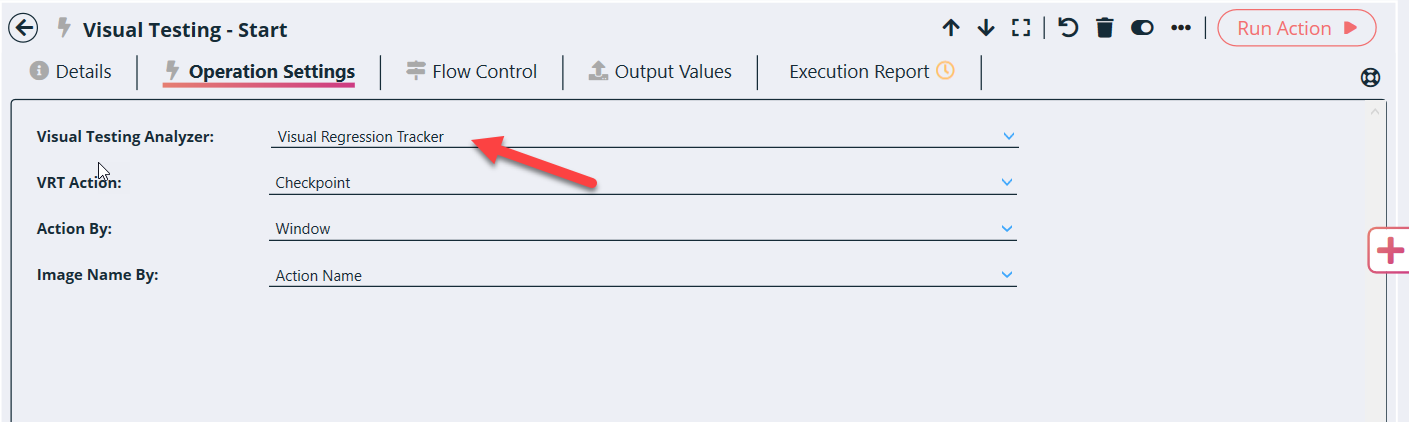 Visual Testing - Start
Run Action
Details
Operation Settings
Flow Control
Output Values
Execution Report
Visual Testing Analyzer: Visual Regression Tracker
VRT Action: Checkpoint
Action By: Window
Image Name By: Action Name